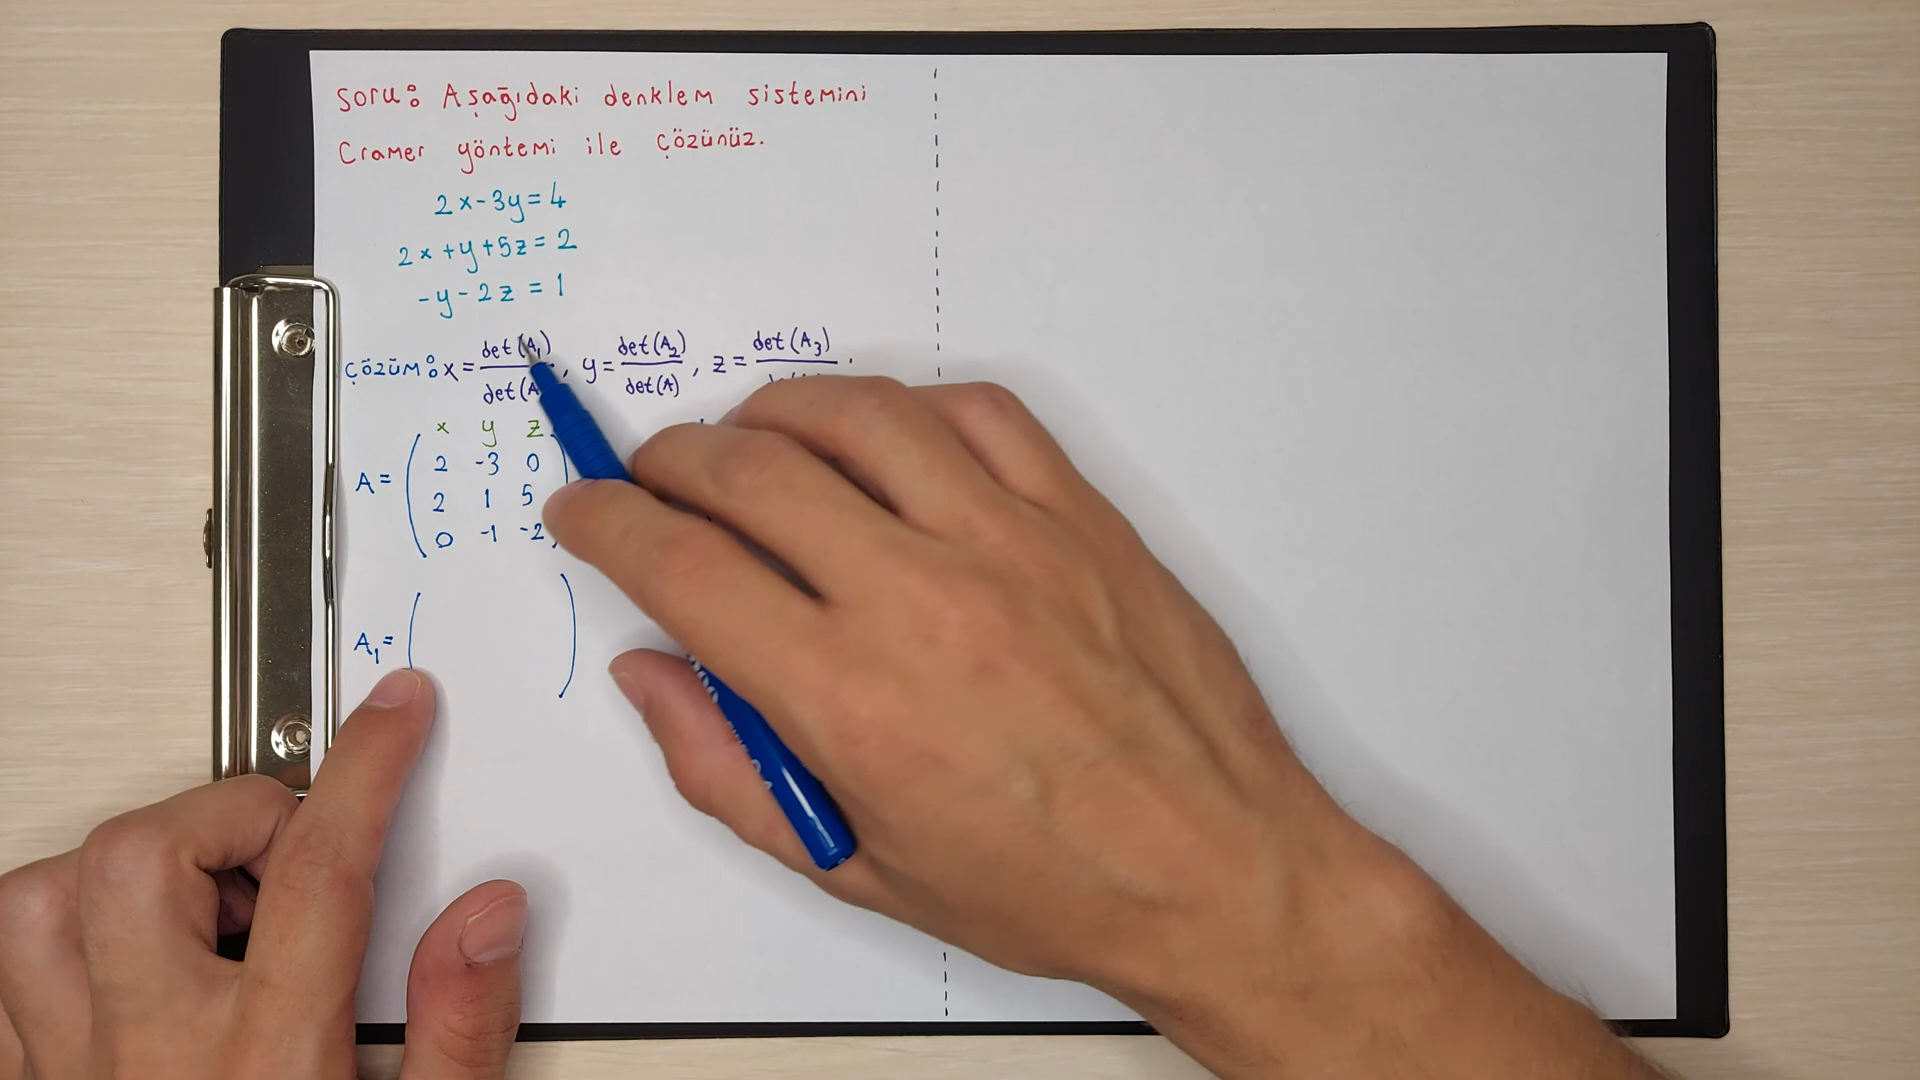 Soru: Aşağıdaki denklem sistemini
Cramer yöntemi ile çözünüz.
2x-3y=4
2x+y+5z=2
-y-2z=1
Çözüm: x = det(A₁)/det(A, y = det(A₂)/det(A), z = det(A₃)/
x y z
2 -3 0
A = 2 1 5
0 -1 -2
A₁ = ( )